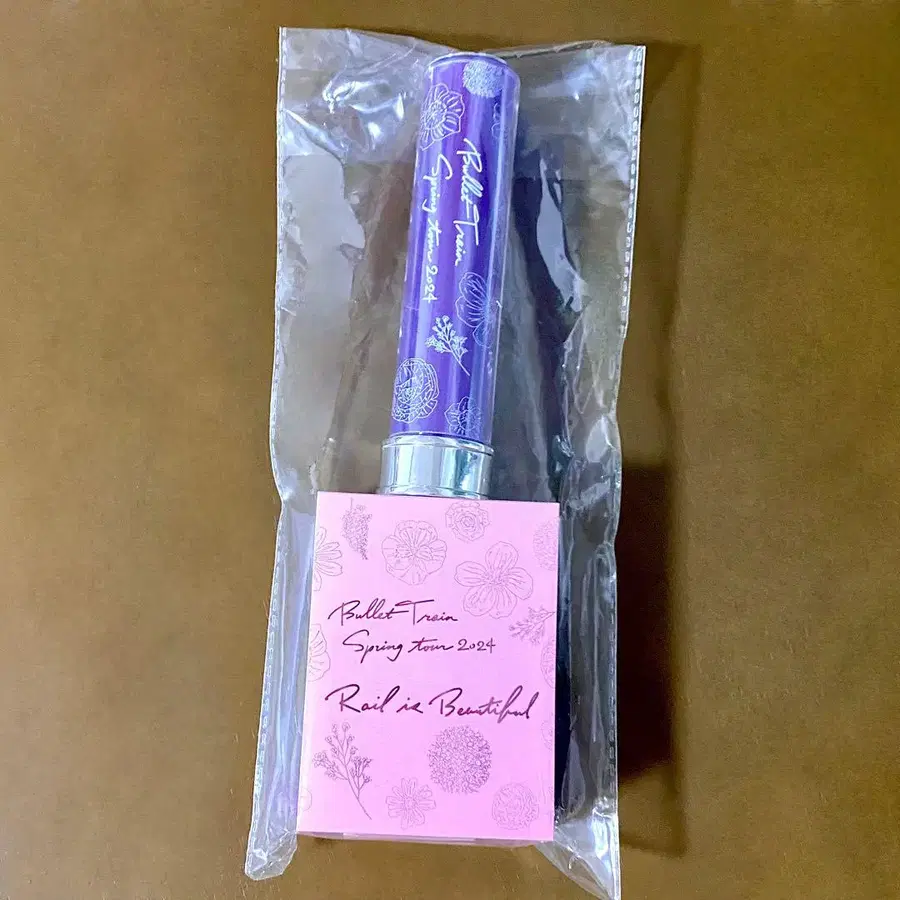 Bullet Train
Spring tour 2024
Bullet Train
Spring tour 2024
Rail is Beautiful